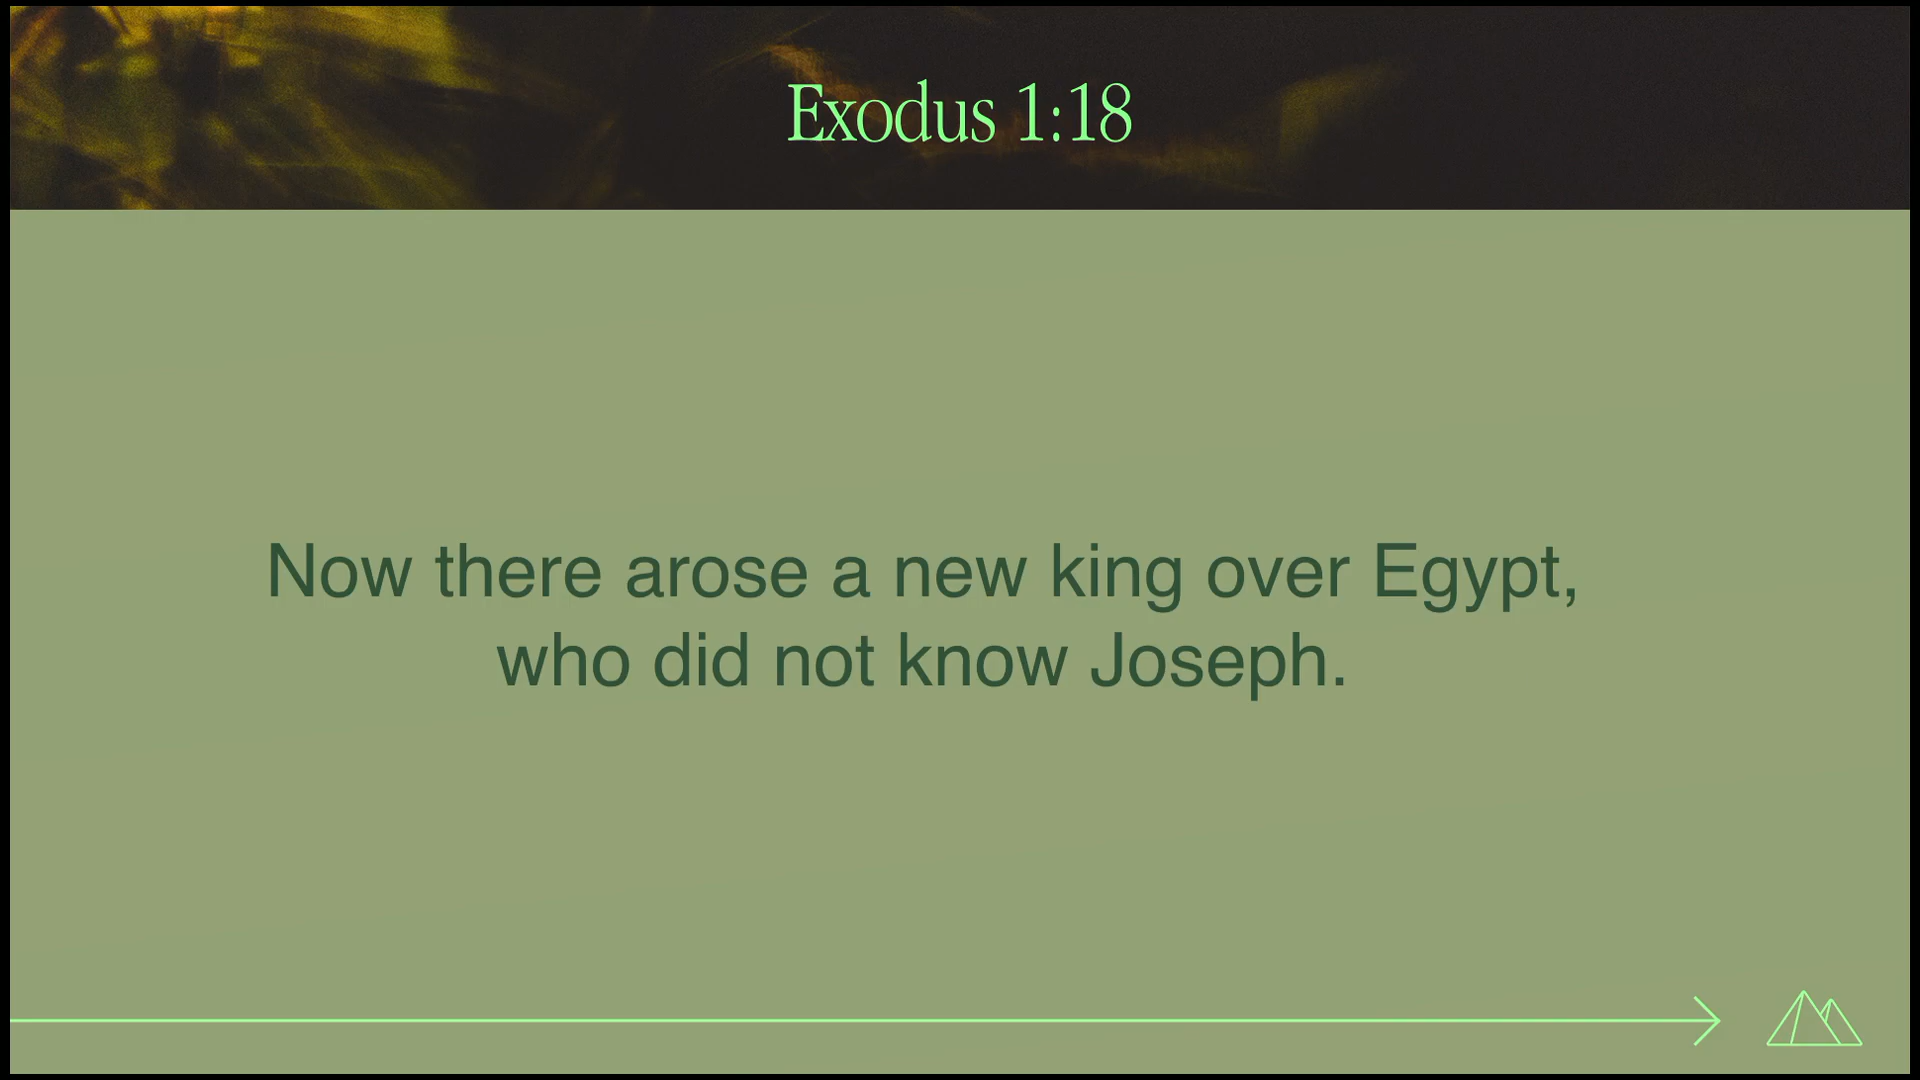 Exodus 1:18
Now there arose a new king over Egypt,
who did not know Joseph.